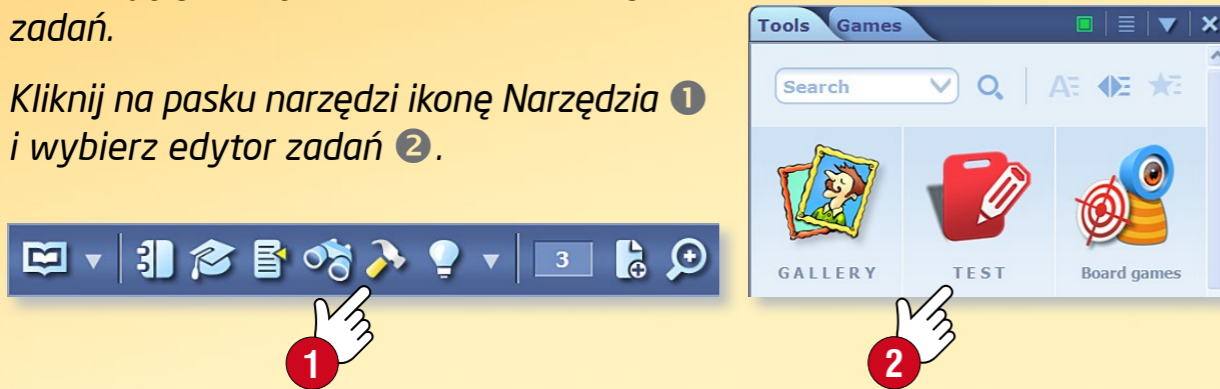 zadań.
Kliknij na pasku narzędzi ikonę Narzędzia ❶
i wybierz edytor zadań ❷.
3
1
Tools Games
Search
A
GALLERY TEST Board games
2